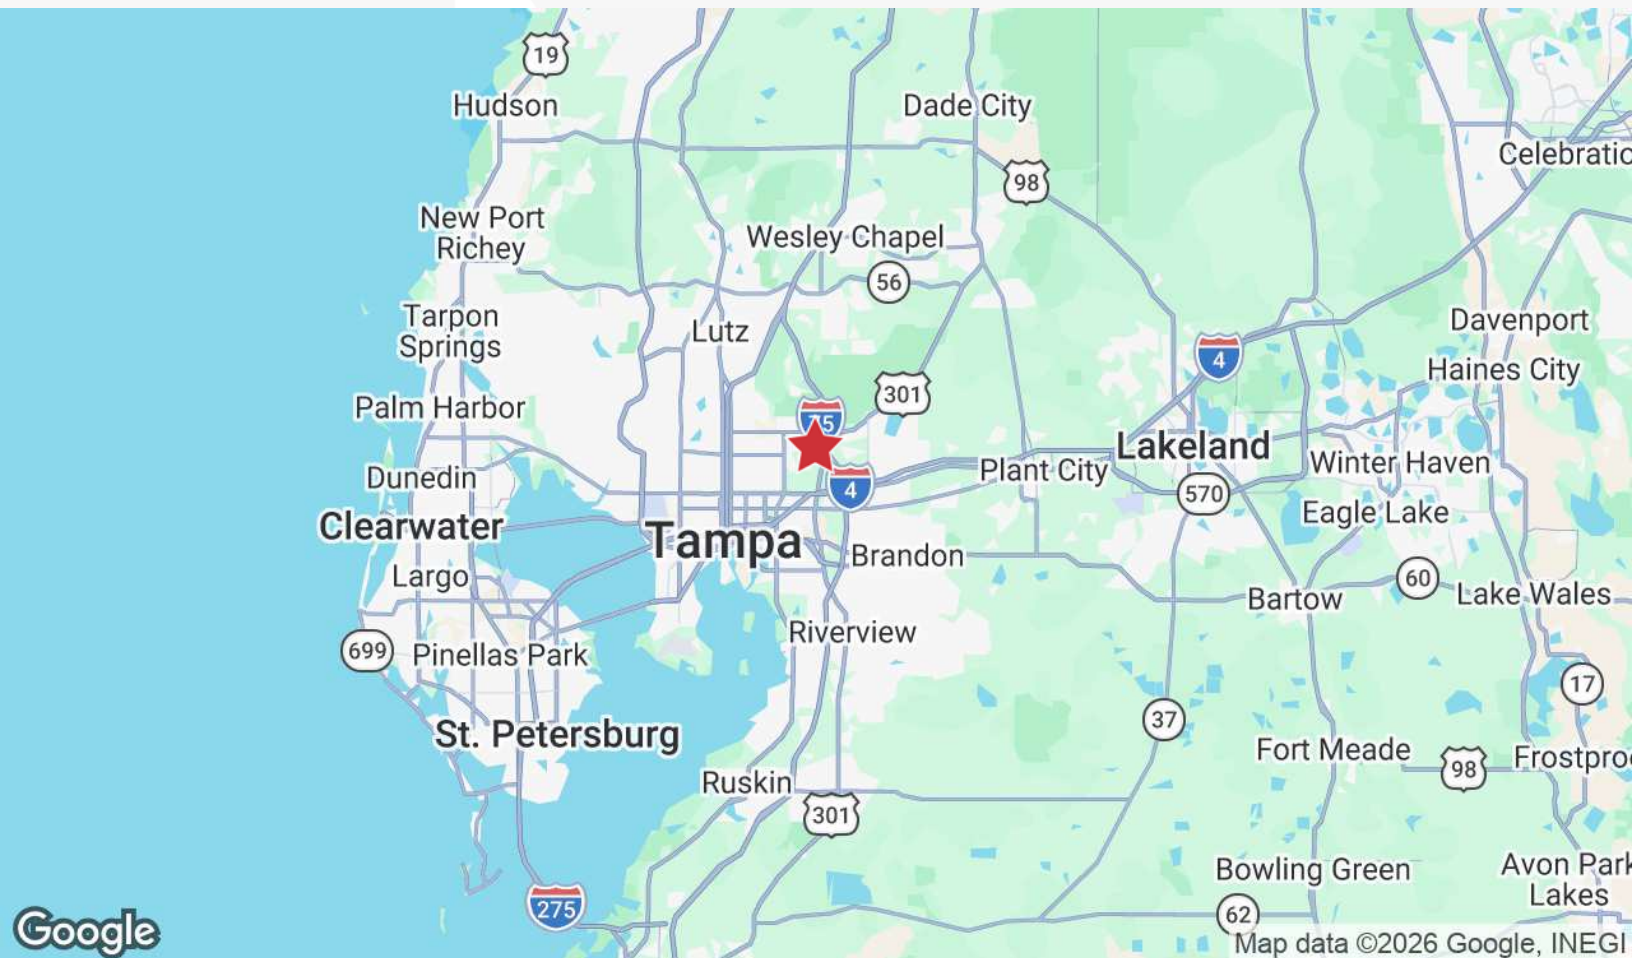 19
Hudson
Dade City
Celebratio
98
New Port
Richey
Wesley Chapel
56
Tarpon
Springs
Lutz
Davenport
4
Haines City
301
Palm Harbor
75
Lakeland
Dunedin
Plant City
Winter Haven
4
570
Clearwater
Eagle Lake
Tampa
Brandon
Largo
60
Bartow
Lake Wales
Riverview
699
Pinellas Park
17
37
St. Petersburg
Fort Meade
98
Frostproo
Ruskin
301
Bowling Green
Avon Park
Lakes
275
62
Google
Map data ©2026 Google, INEGI